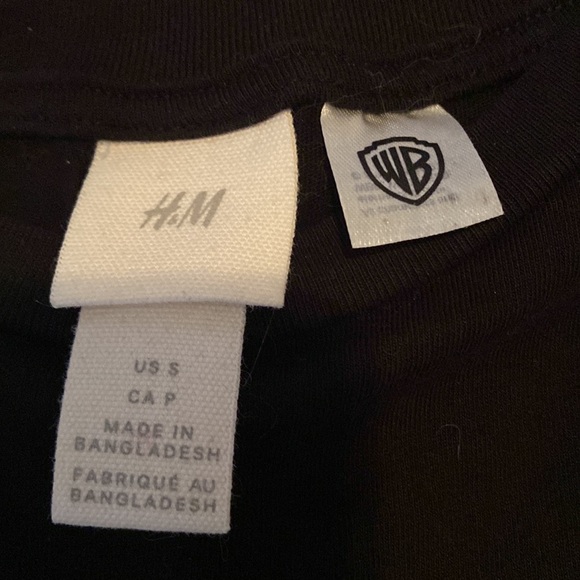 H&M
WB
US S
CA P
MADE IN
BANGLADESH
FABRIQUÉ AU
BANGLADESH